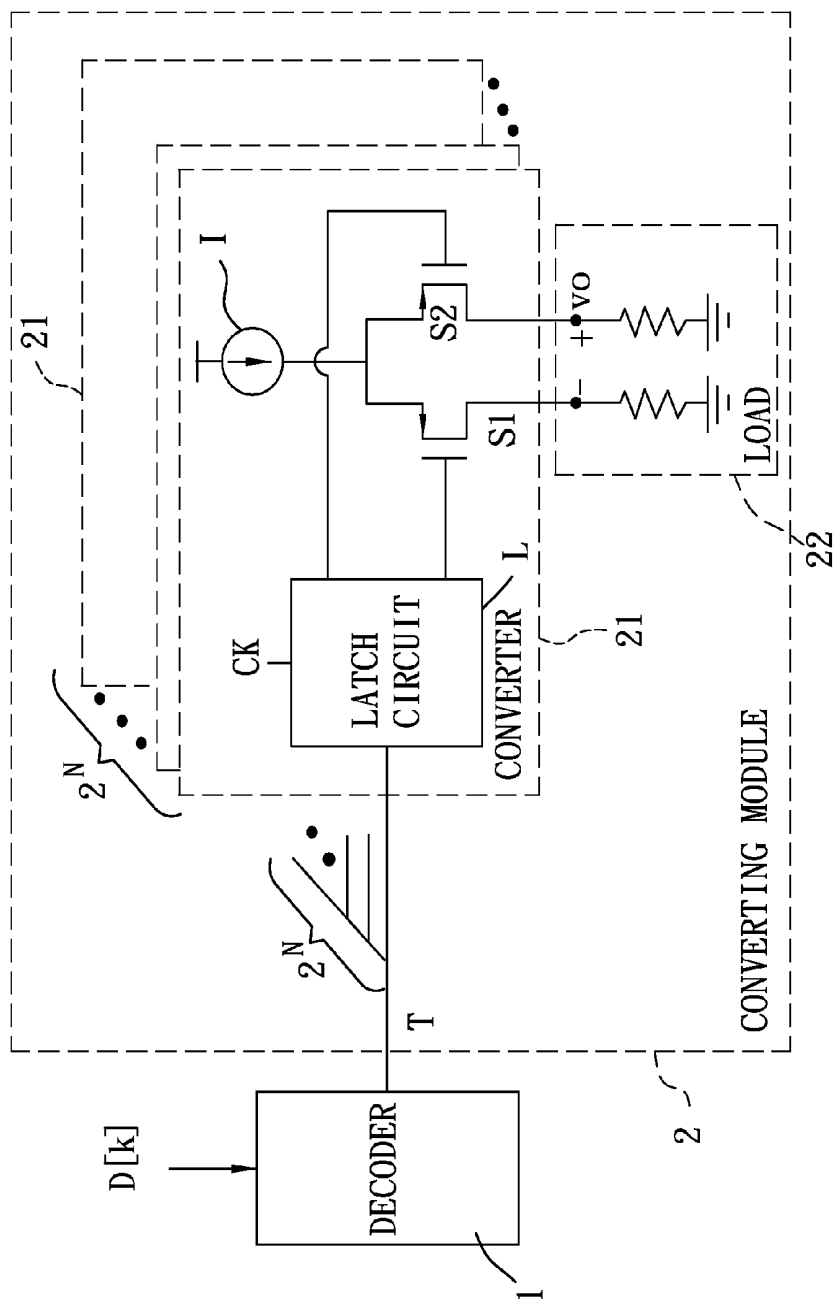 D[k]
DECODER
1
T
2^N
2^N
21
CK
LATCH
CIRCUIT
L
I
S1
S2
CONVERTER
21
- + VO
LOAD
22
CONVERTING MODULE
2